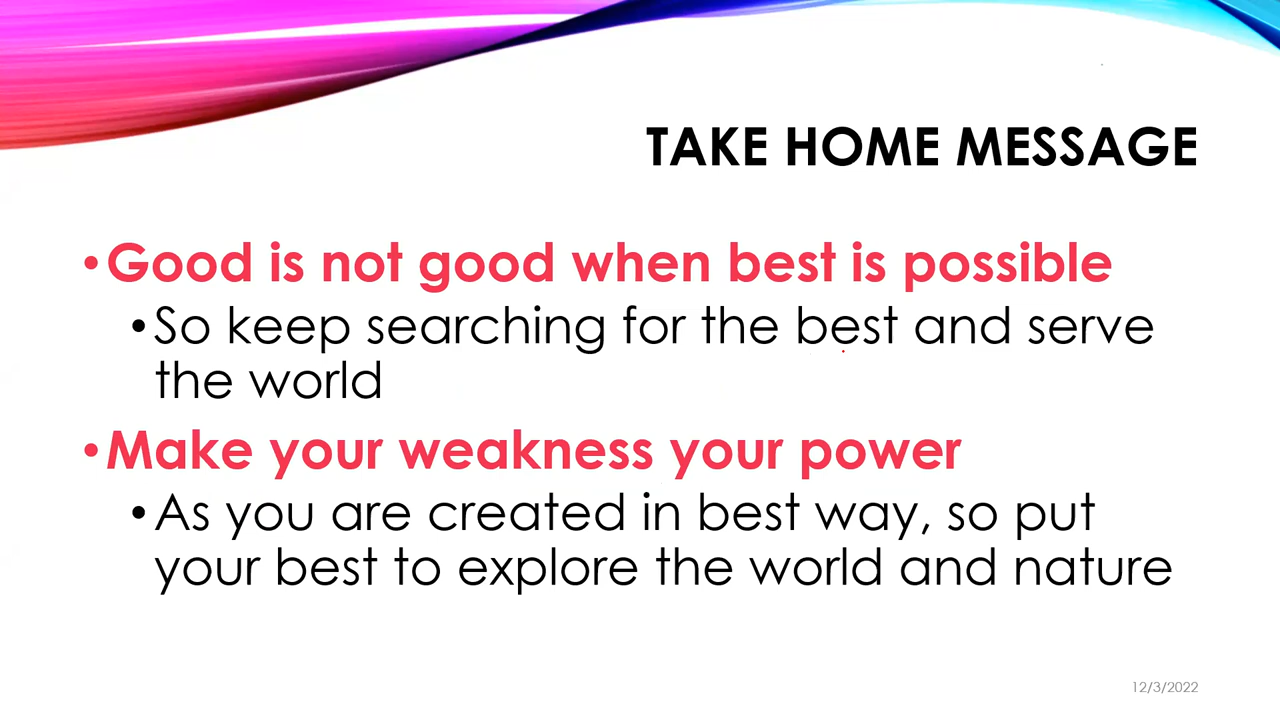 TAKE HOME MESSAGE
•Good is not good when best is possible
•So keep searching for the best and serve
the world
•Make your weakness your power
•As you are created in best way, so put
your best to explore the world and nature
12/3/2022